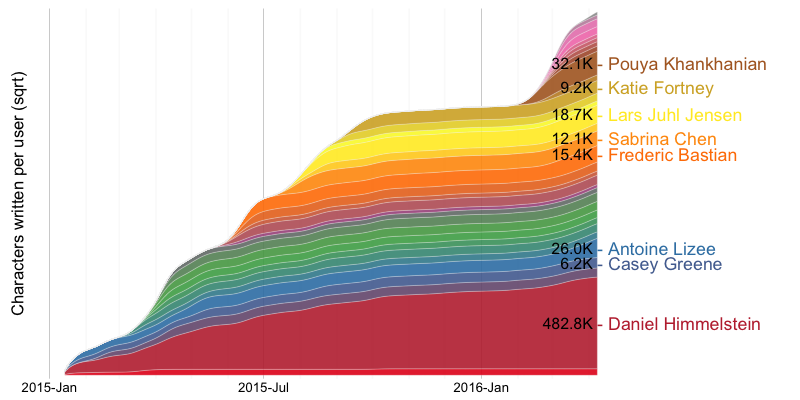 Characters written per user (sqrt)
32.1K - Pouya Khankhanian
9.2K - Katie Fortney
18.7K - Lars Juhl Jensen
12.1K - Sabrina Chen
15.4K - Frederic Bastian
26.0K - Antoine Lizee
6.2K - Casey Greene
482.8K - Daniel Himmelstein
2015-Jan
2015-Jul
2016-Jan